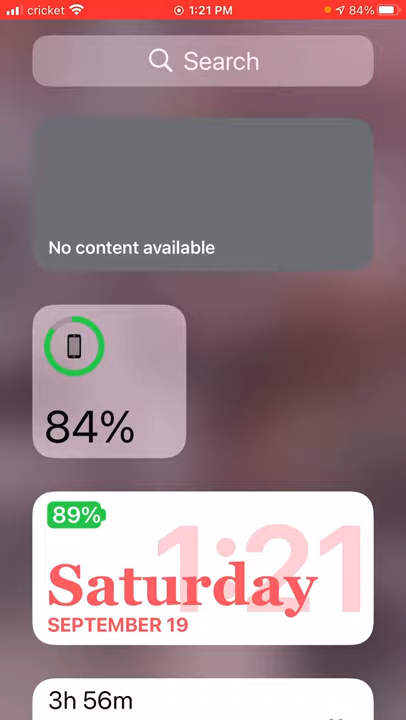 cricket 1:21 PM 84%
Search
No content available
84%
89%
1:21
Saturday
SEPTEMBER 19
3h 56m